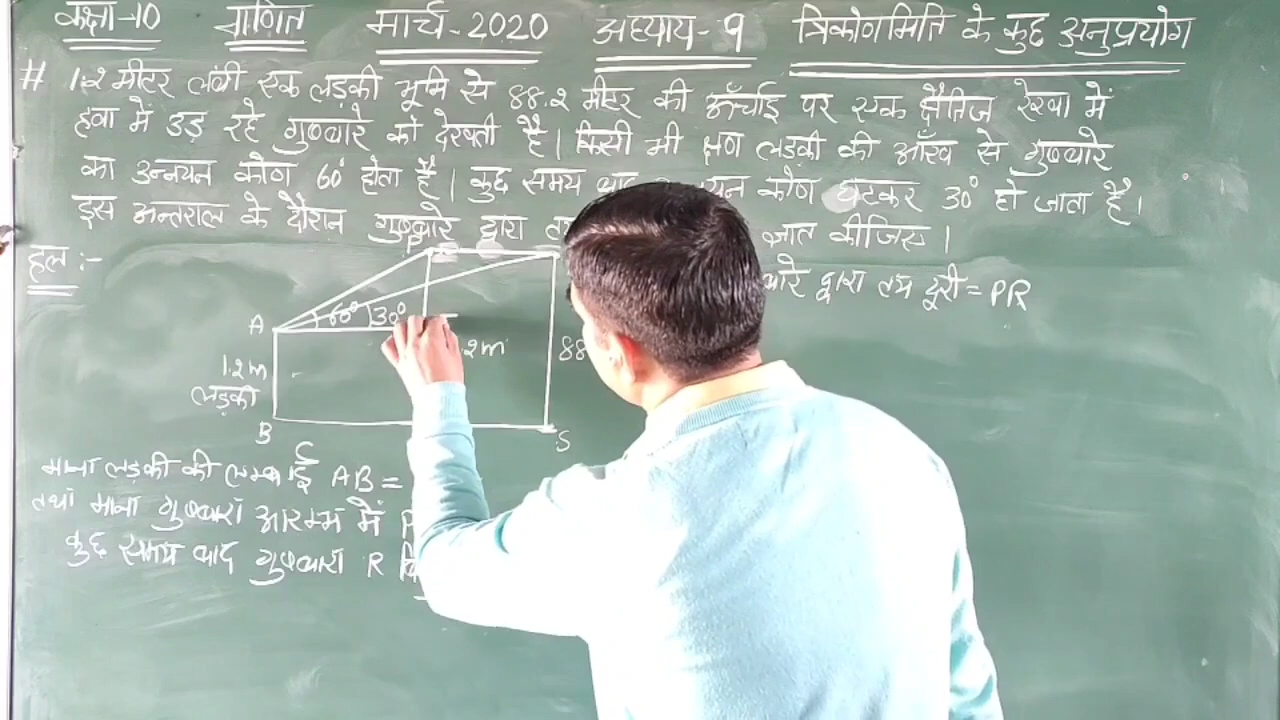 कक्षा-10 गणित मार्च-2020 अध्याय-9 त्रिकोणमिति के कुछ अनुप्रयोग
# 1.2 मीटर लंबी एक लड़की भूमि से 88.2 मीटर की ऊँचाई पर एक क्षैतिज रेखा में
हवा में उड़ रहे गुब्बारे को देखती है। किसी भी क्षण लड़की की आँख से गुब्बारे
का उन्नयन कोण 60° होता है। कुछ समय बाद कोण घटकर 30° हो जाता है।
इस अन्तराल के दौरान गुब्बारे द्वारा ज्ञात कीजिए।
हल :-
द्वारा तय दूरी = PR
P
A 60° 30°
1.2m .2m 88
लड़की
B C S
माना लड़की की लम्बाई AB =
तथा माना गुब्बारा आरम्भ में P
कुछ समय बाद गुब्बारा R